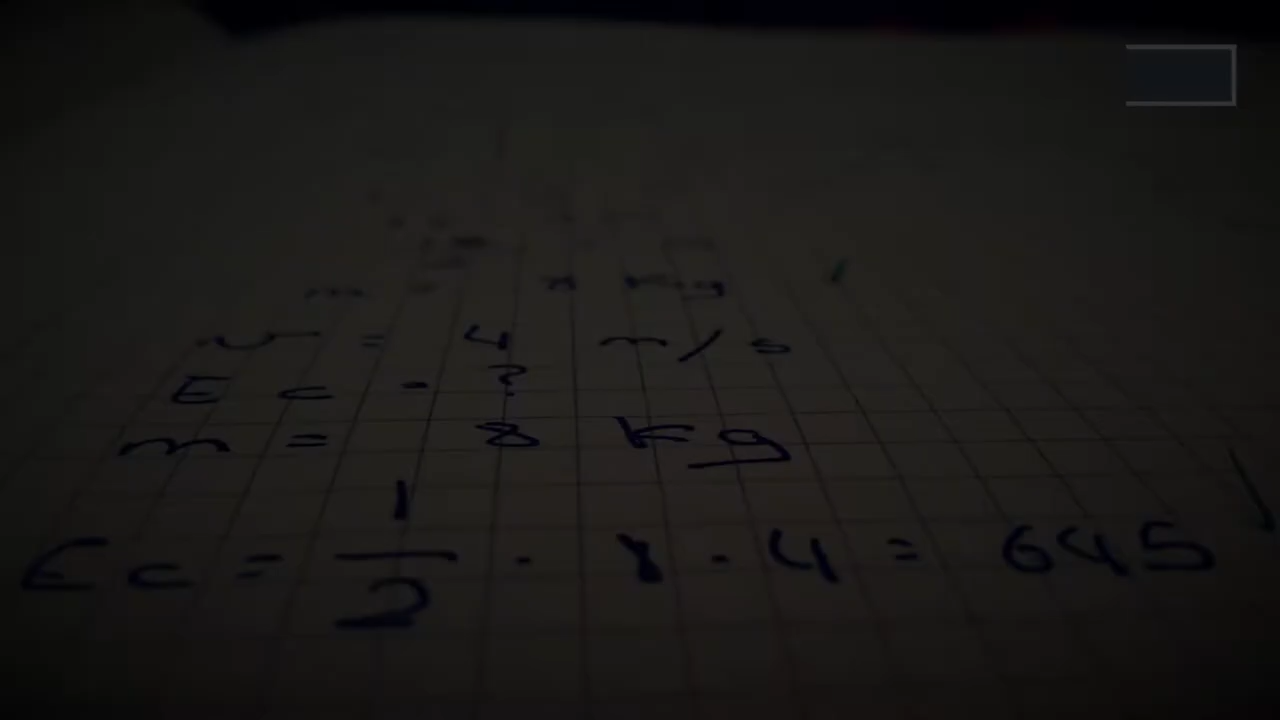 v = 4 m/s
Ec = ?
m = 8 kg
Ec = 1/2 · 8 · 4 = 645